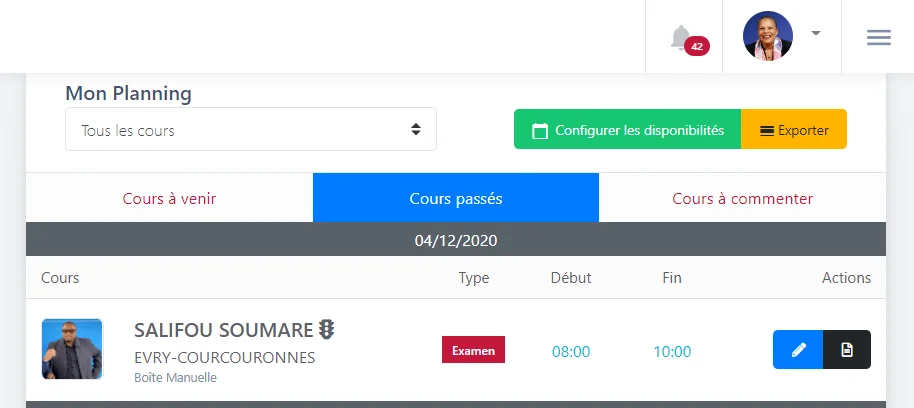 42
Mon Planning
Tous les cours
Configurer les disponibilités
Exporter
Cours à venir
Cours passés
Cours à commenter
04/12/2020
Cours Type Début Fin Actions
SALIFOU SOUMARE
EVRY-COURCOURONNES
Boîte Manuelle
Examen
08:00
10:00